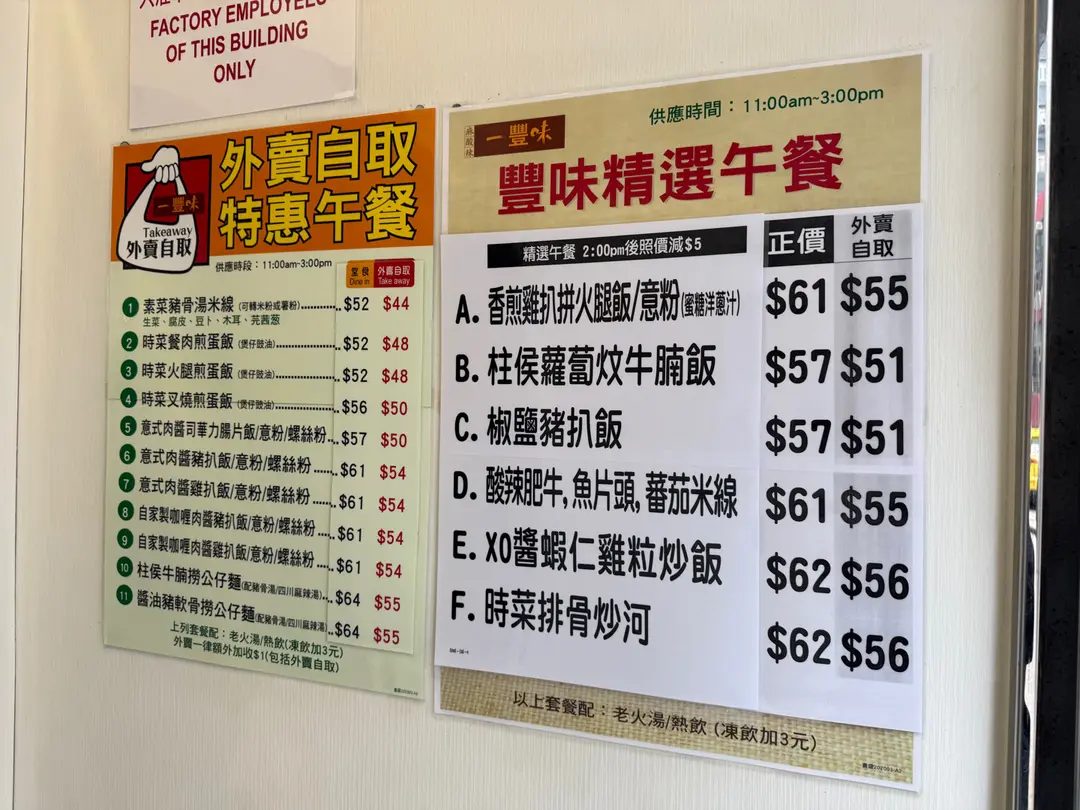 FACTORY EMPLOYEES
OF THIS BUILDING
ONLY
一豐味
Takeaway
外賣自取
外賣自取
特惠午餐
供應時段：11:00am~3:00pm
堂食 外賣自取
Dine in Take away
1 素菜豬骨湯米線(可轉米粉或薯粉) $52 $44
生菜、腐皮、豆卜、木耳、芫茜葱
2 時菜餐肉煎蛋飯(煲仔豉油) $52 $48
3 時菜火腿煎蛋飯(煲仔豉油) $52 $48
4 時菜叉燒煎蛋飯(煲仔豉油) $56 $50
5 意式肉醬司華力腸片飯/意粉/螺絲粉 $57 $50
6 意式肉醬豬扒飯/意粉/螺絲粉 $61 $54
7 意式肉醬雞扒飯/意粉/螺絲粉 $61 $54
8 自家製咖喱肉醬豬扒飯/意粉/螺絲粉 $61 $54
9 自家製咖喱肉醬雞扒飯/意粉/螺絲粉 $61 $54
10 柱侯牛腩撈公仔麵(配豬骨湯/四川麻辣湯) $64 $55
11 醬油豬軟骨撈公仔麵(配豬骨湯/四川麻辣湯) $64 $55
上列套餐配：老火湯/熱飲(凍飲加3元)
外賣一律額外加收$1(包括外賣自取)
麻酸辣 一豐味
供應時間：11:00am~3:00pm
豐味精選午餐
精選午餐 2:00pm後照價減$5
正價 外賣自取
A. 香煎雞扒拼火腿飯/意粉(蜜糖洋蔥汁) $61 $55
B. 柱侯蘿蔔炆牛腩飯 $57 $51
C. 椒鹽豬扒飯 $57 $51
D. 酸辣肥牛,魚片頭,蕃茄米線 $61 $55
E. XO醬蝦仁雞粒炒飯 $62 $56
F. 時菜排骨炒河 $62 $56
以上套餐配：老火湯/熱飲 (凍飲加3元)